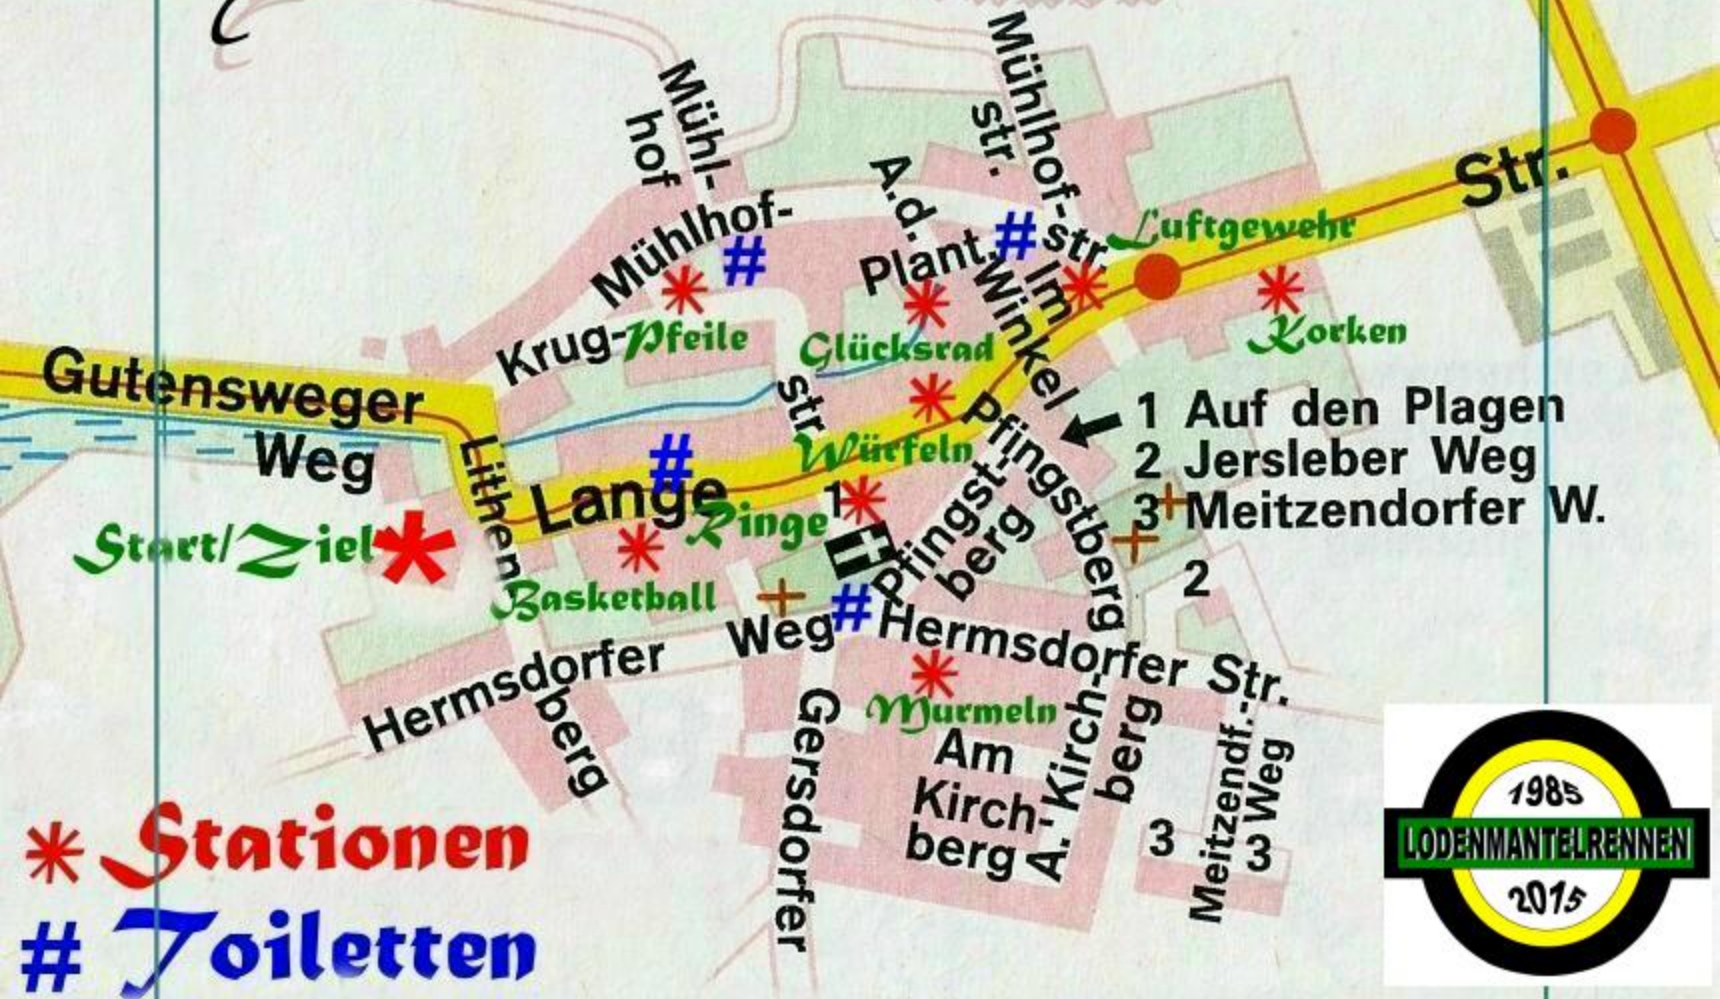 Mühl-
hof
Mühlhof-
str.
A.d.
Plant.
#
Mühlhof-
str.
Luftgewehr
Str.
#
Im
Winkel
Krug-
Pfeile
Glücksrad
Korken
str.
Gutensweger
Weg
Würfeln
Pfingstberg
1 Auf den Plagen
2 Jersleber Weg
3 Meitzendorfer W.
#
Lange
Lithen
Ringe
1
Pfingst-
berg
Start/Ziel
Basketball
2
#
Hermsdorfer Weg
Hermsdorfer Str.
berg
Murmeln
Gersdorfer
Am
Kirch-
berg
A. Kirch-
berg
Meitzendf.-
Weg
3
3
Stationen
# Toiletten
1985
LODENMANTELRENNEN
2015